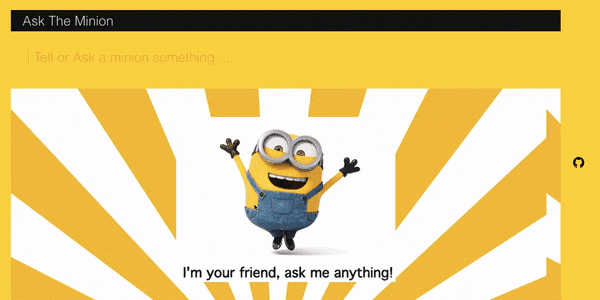 Ask The Minion
Tell or Ask a minion something....
I'm your friend, ask me anything!